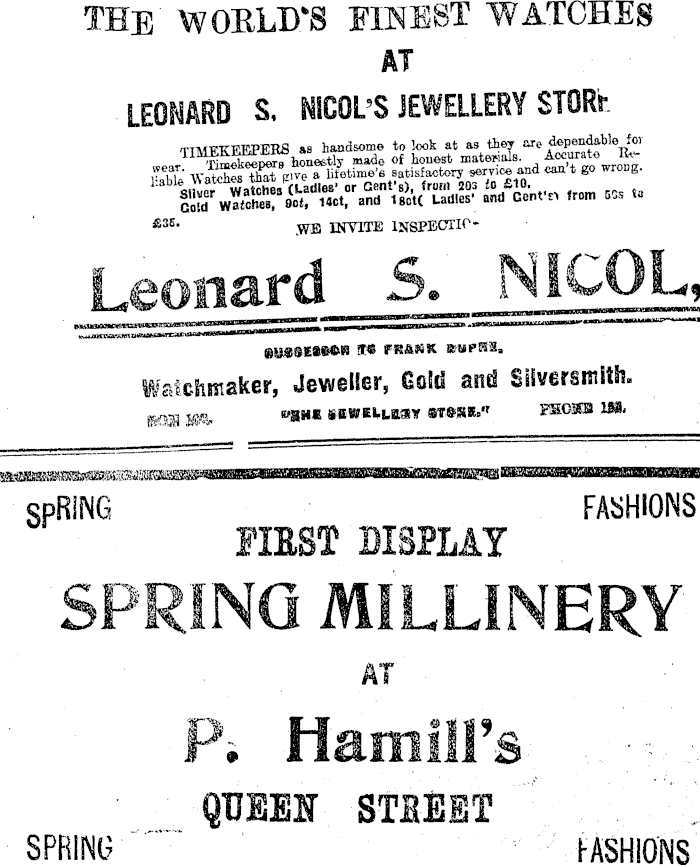 THE WORLD'S FINEST WATCHES
AT
LEONARD S. NICOL'S JEWELLERY STORE
TIMEKEEPERS as handsome to look at as they are dependable for
wear. Timekeepers honestly made of honest materials. Accurate Re-
liable Watches that give a lifetime's satisfactory service and can't go wrong.
Silver Watches (Ladies' or Gent's), from 20s to £10.
Gold Watches, 9ct, 14ct, and 18ct( Ladies' and Gent's) from 50s to
£35.
WE INVITE INSPECTIO-
Leonard S. NICOL,
SUCCESSOR TO FRANK DUPRE.
Watchmaker, Jeweller, Gold and Silversmith.
"THE JEWELLERY STORE."
PHONE
SPRING FASHIONS
FIRST DISPLAY
SPRING MILLINERY
AT
P. Hamill's
QUEEN STREET
SPRING FASHIONS